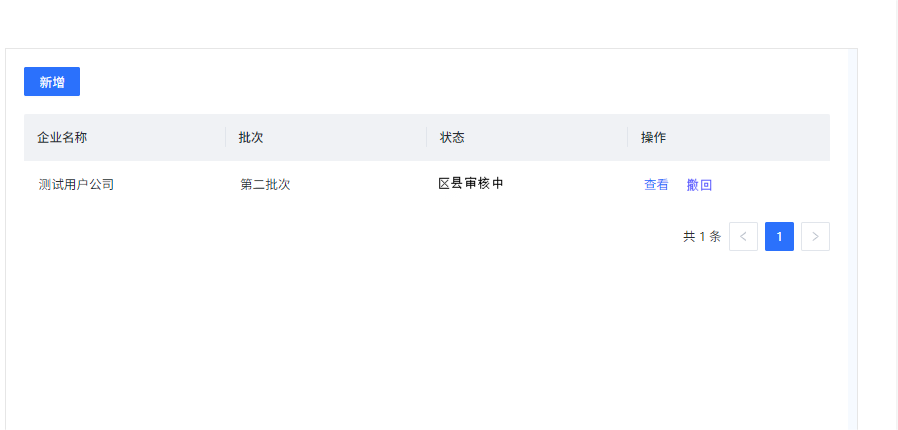 新增
企业名称 批次 状态 操作
测试用户公司 第二批次 区县审核中 查看 撤回
共 1 条 < 1 >